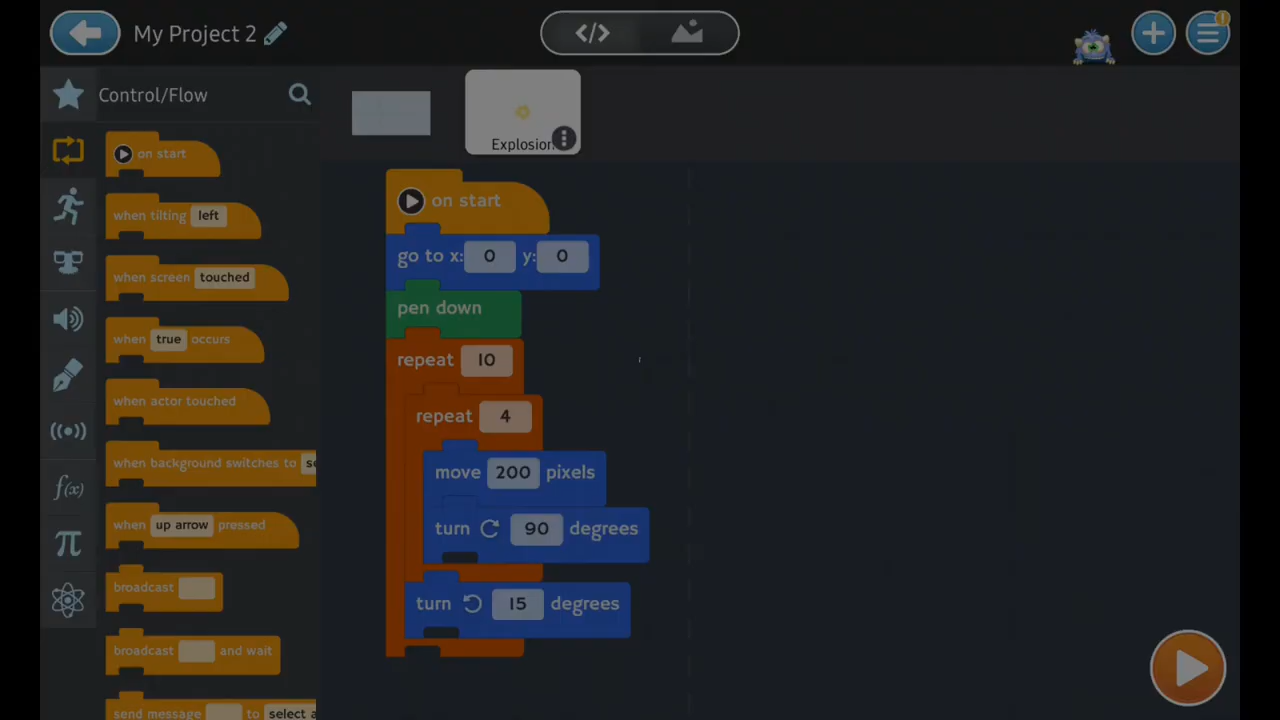 My Project 2
</>
Control/Flow
Explosion
on start
when tilting left
when screen touched
when true occurs
when actor touched
when background switches to
when up arrow pressed
broadcast
broadcast and wait
send message to select a
f(x)
π
on start
go to x: 0 y: 0
pen down
repeat 10
repeat 4
move 200 pixels
turn 90 degrees
turn 15 degrees